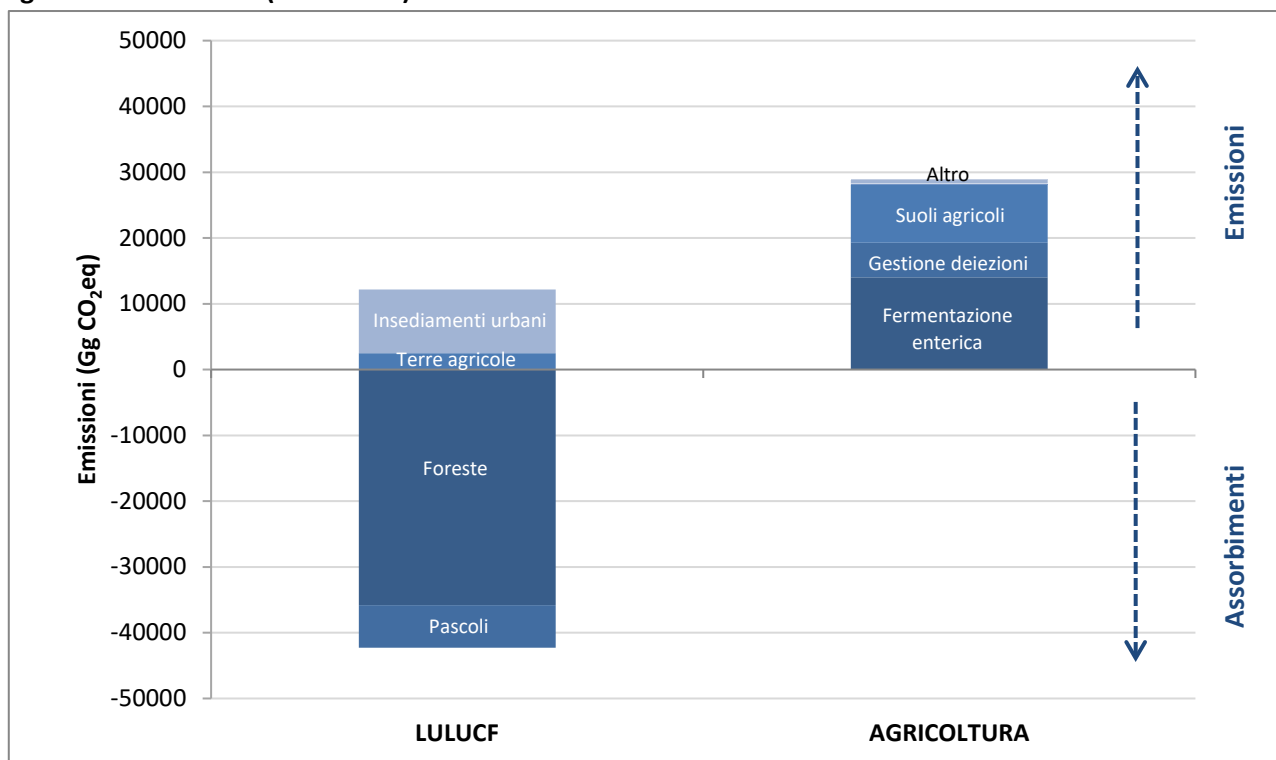 50000
40000
30000
20000
10000
0
-10000
-20000
-30000
-40000
-50000
Emissioni (Gg CO₂eq)
Insediamenti urbani
Terre agricole
Foreste
Pascoli
Altro
Suoli agricoli
Gestione deiezioni
Fermentazione
enterica
LULUCF
AGRICOLTURA
Emissioni
Assorbimenti